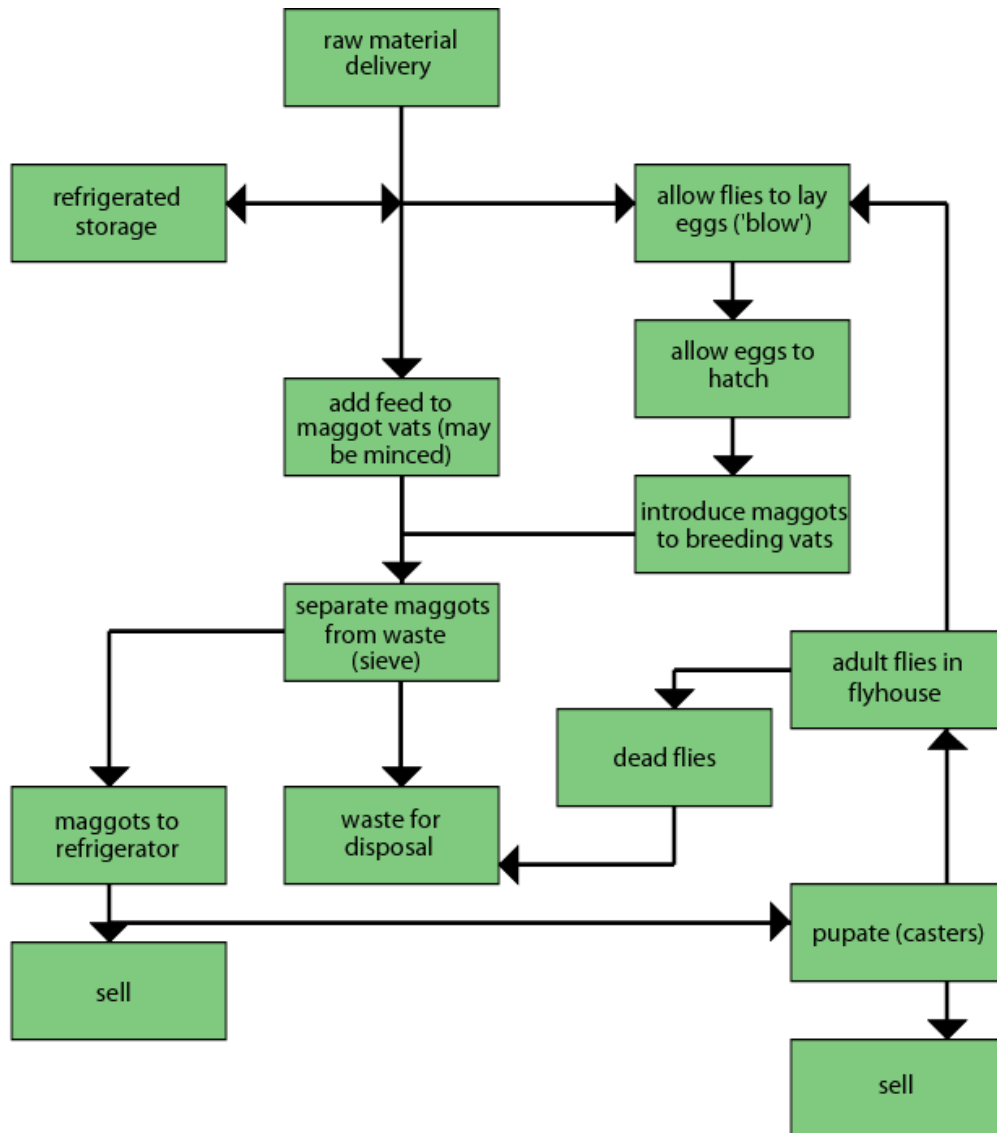 raw material
delivery
refrigerated
storage
allow flies to lay
eggs ('blow')
allow eggs to
hatch
add feed to
maggot vats (may
be minced)
introduce maggots
to breeding vats
separate maggots
from waste
(sieve)
adult flies in
flyhouse
dead flies
maggots to
refrigerator
waste for
disposal
pupate (casters)
sell
sell